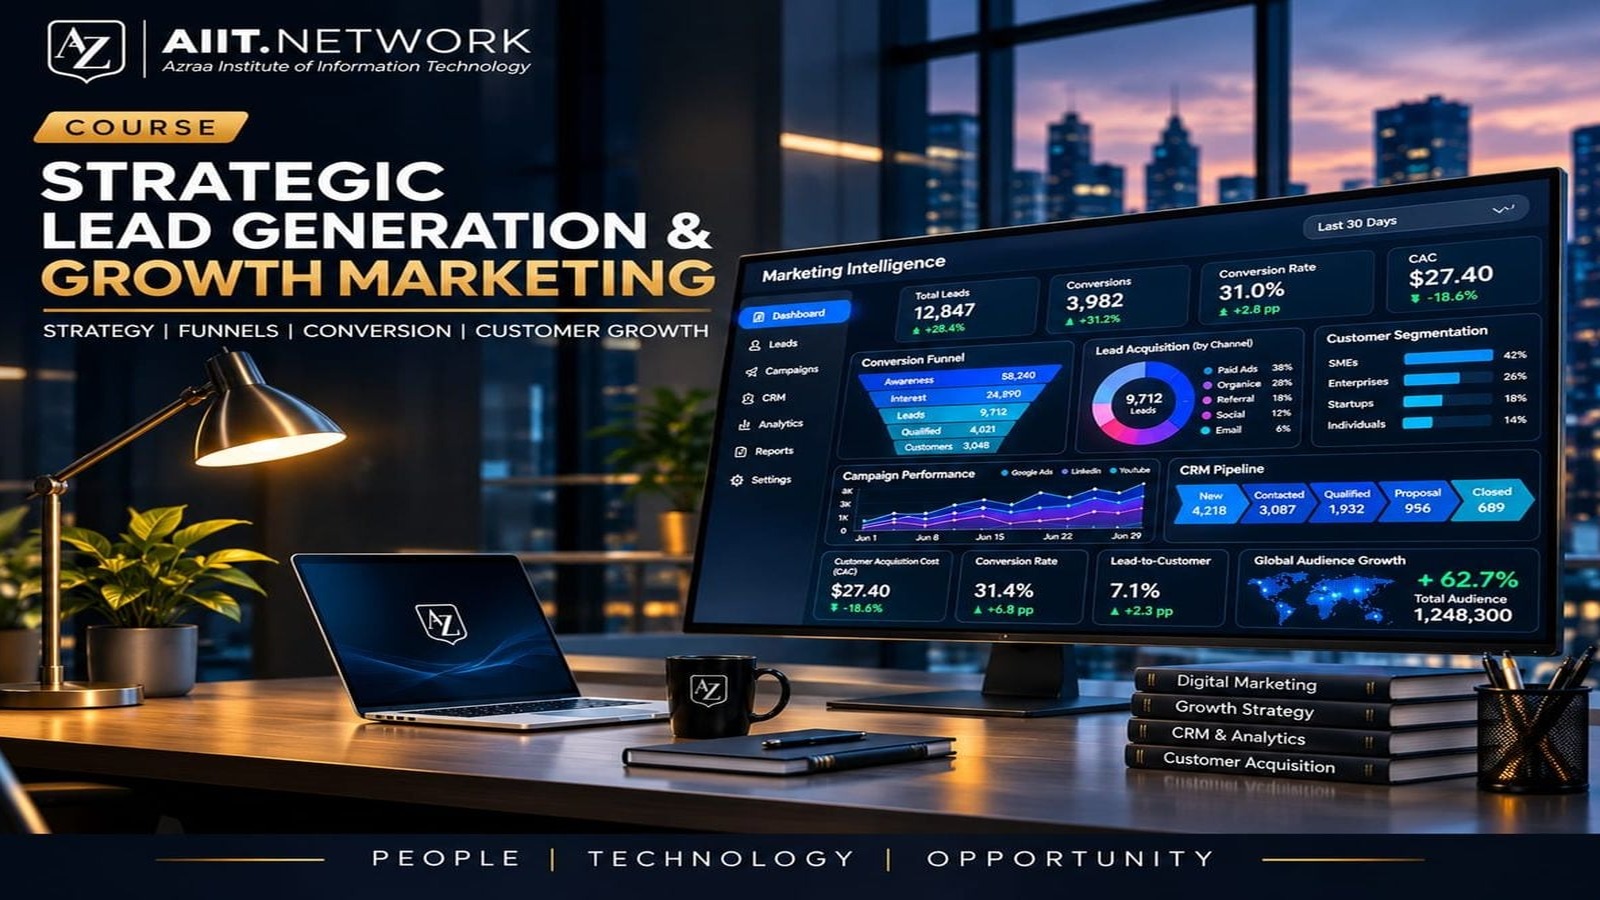 AZ
AIIT.NETWORK
Azraa Institute of Information Technology
COURSE
STRATEGIC
LEAD GENERATION &
GROWTH MARKETING
STRATEGY | FUNNELS | CONVERSION | CUSTOMER GROWTH
Marketing Intelligence
Last 30 Days
Dashboard
Leads
Campaigns
CRM
Analytics
Reports
Settings
Total Leads
12,847
+28.4%
Conversions
3,982
+31.2%
Conversion Rate
31.0%
+2.8 pp
CAC
$27.40
-18.6%
Conversion Funnel
Awareness 58,240
Interest 24,890
Leads 9,712
Qualified 4,021
Customers 3,048
Lead Acquisition (by Channel)
9,712
Leads
Paid Ads 38%
Organice 28%
Referral 18%
Social 12%
Email 6%
Customer Segmentation
SMEs 42%
Enterprises 26%
Startups 18%
Individuals 14%
Campaign Performance
Google Ads Linkedin Youtube
3K
3K
1K
0
Jun 1 Jun 8 Jun 15 Jun 22 Jun 29
CRM Pipeline
New Contacted Qualified Proposal Closed
4,218 3,087 1,932 956 689
Customer Acquisition Cost
(CAC)
$27.40
-18.6%
Conversion Rate
31.4%
+6.8 pp
Lead-to-Customer
7.1%
+2.3 pp
Global Audience Growth
+ 62.7%
Total Audience
1,248,300
AZ
AZ
Digital Marketing
Growth Strategy
CRM & Analytics
Customer Acquisition
PEOPLE | TECHNOLOGY | OPPORTUNITY